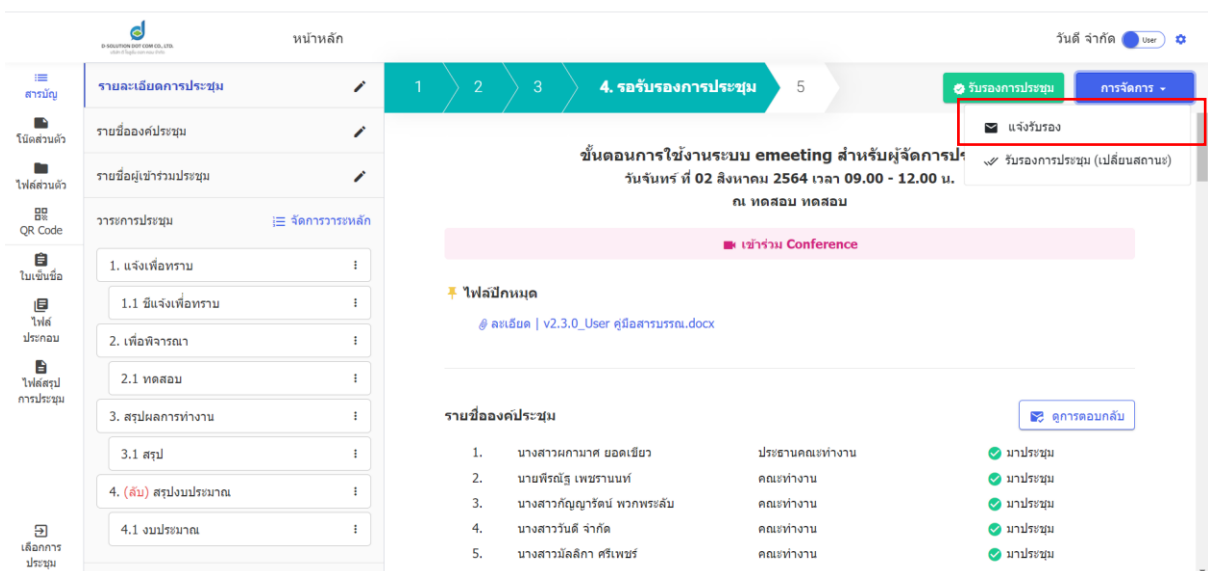 D SOLUTION DOT COM CO., LTD.
หน้าหลัก
วันดี จำกัด User
สารบัญ
โน้ตส่วนตัว
ไฟล์ส่วนตัว
QR Code
ใบเซ็นชื่อ
ไฟล์
ประกอบ
ไฟล์สรุป
การประชุม
เลือกการ
ประชุม
รายละเอียดการประชุม
รายชื่อองค์ประชุม
รายชื่อผู้เข้าร่วมประชุม
วาระการประชุม จัดการวาระหลัก
1. แจ้งเพื่อทราบ
1.1 ชี้แจ้งเพื่อทราบ
2. เพื่อพิจารณา
2.1 ทดสอบ
3. สรุปผลการทำงาน
3.1 สรุป
4. (ลับ) สรุปงบประมาณ
4.1 งบประมาณ
1 2 3 4. รอรับรองการประชุม 5
รับรองการประชุม การจัดการ
แจ้งรับรอง
รับรองการประชุม (เปลี่ยนสถานะ)
ขั้นตอนการใช้งานระบบ emeeting สำหรับผู้จัดการปร
วันจันทร์ ที่ 02 สิงหาคม 2564 เวลา 09.00 - 12.00 น.
ณ ทดสอบ ทดสอบ
เข้าร่วม Conference
ไฟล์ปักหมุด
ละเอียด | v2.3.0_User คู่มือสารบรรณ.docx
รายชื่อองค์ประชุม ดูการตอบกลับ
1. นางสาวผกามาศ ยอดเขียว ประธานคณะทำงาน มาประชุม
2. นายพีรณัฐ เพชรานนท์ คณะทำงาน มาประชุม
3. นางสาวกัญญารัตน์ พวกพระลับ คณะทำงาน มาประชุม
4. นางสาววันดี จำกัด คณะทำงาน มาประชุม
5. นางสาวมัลลิกา ศรีเพชร์ คณะทำงาน มาประชุม